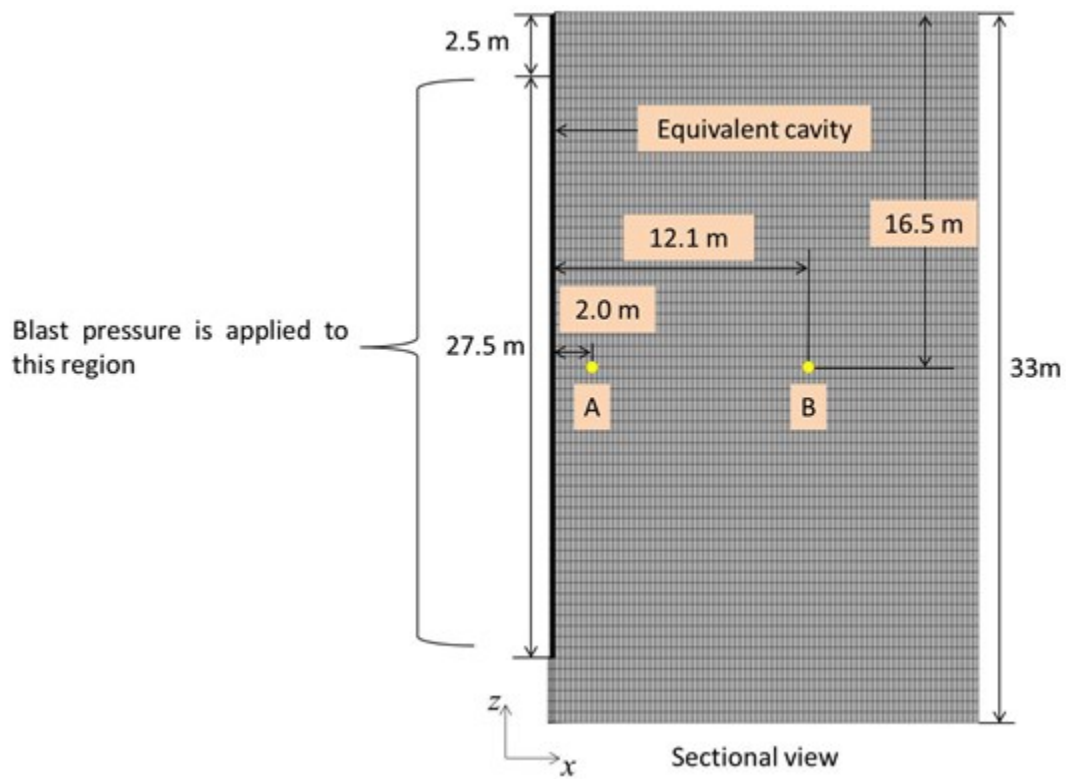 2.5 m
Equivalent cavity
16.5 m
12.1 m
2.0 m
Blast pressure is applied to
this region
27.5 m
33m
A
B
z
x
Sectional view